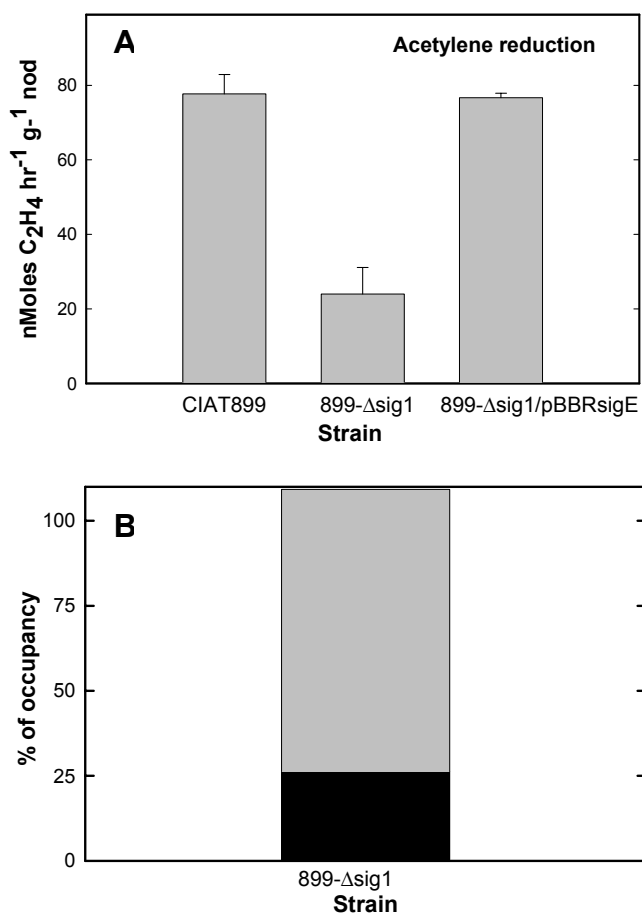 A
Acetylene reduction
nMoles C2H4 hr-1 g-1 nod
80
60
40
20
0
CIAT899 899-Δsig1 899-Δsig1/pBBRsigE
Strain
B
% of occupancy
100
75
50
25
0
899-Δsig1
Strain